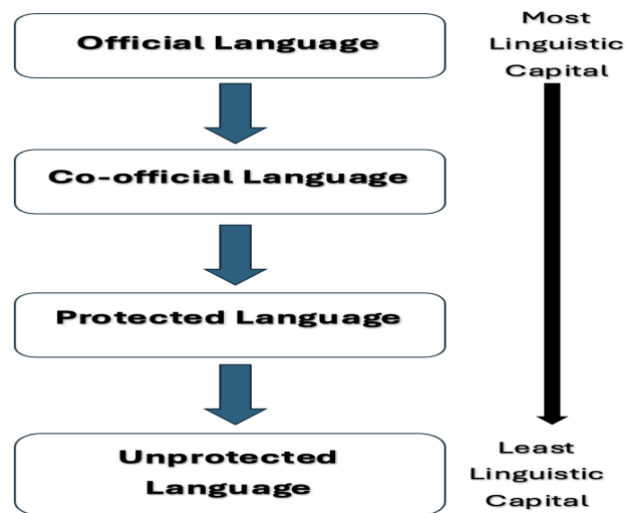 Official Language
Most
Linguistic
Capital
Co-official Language
Protected Language
Unprotected
Language
Least
Linguistic
Capital